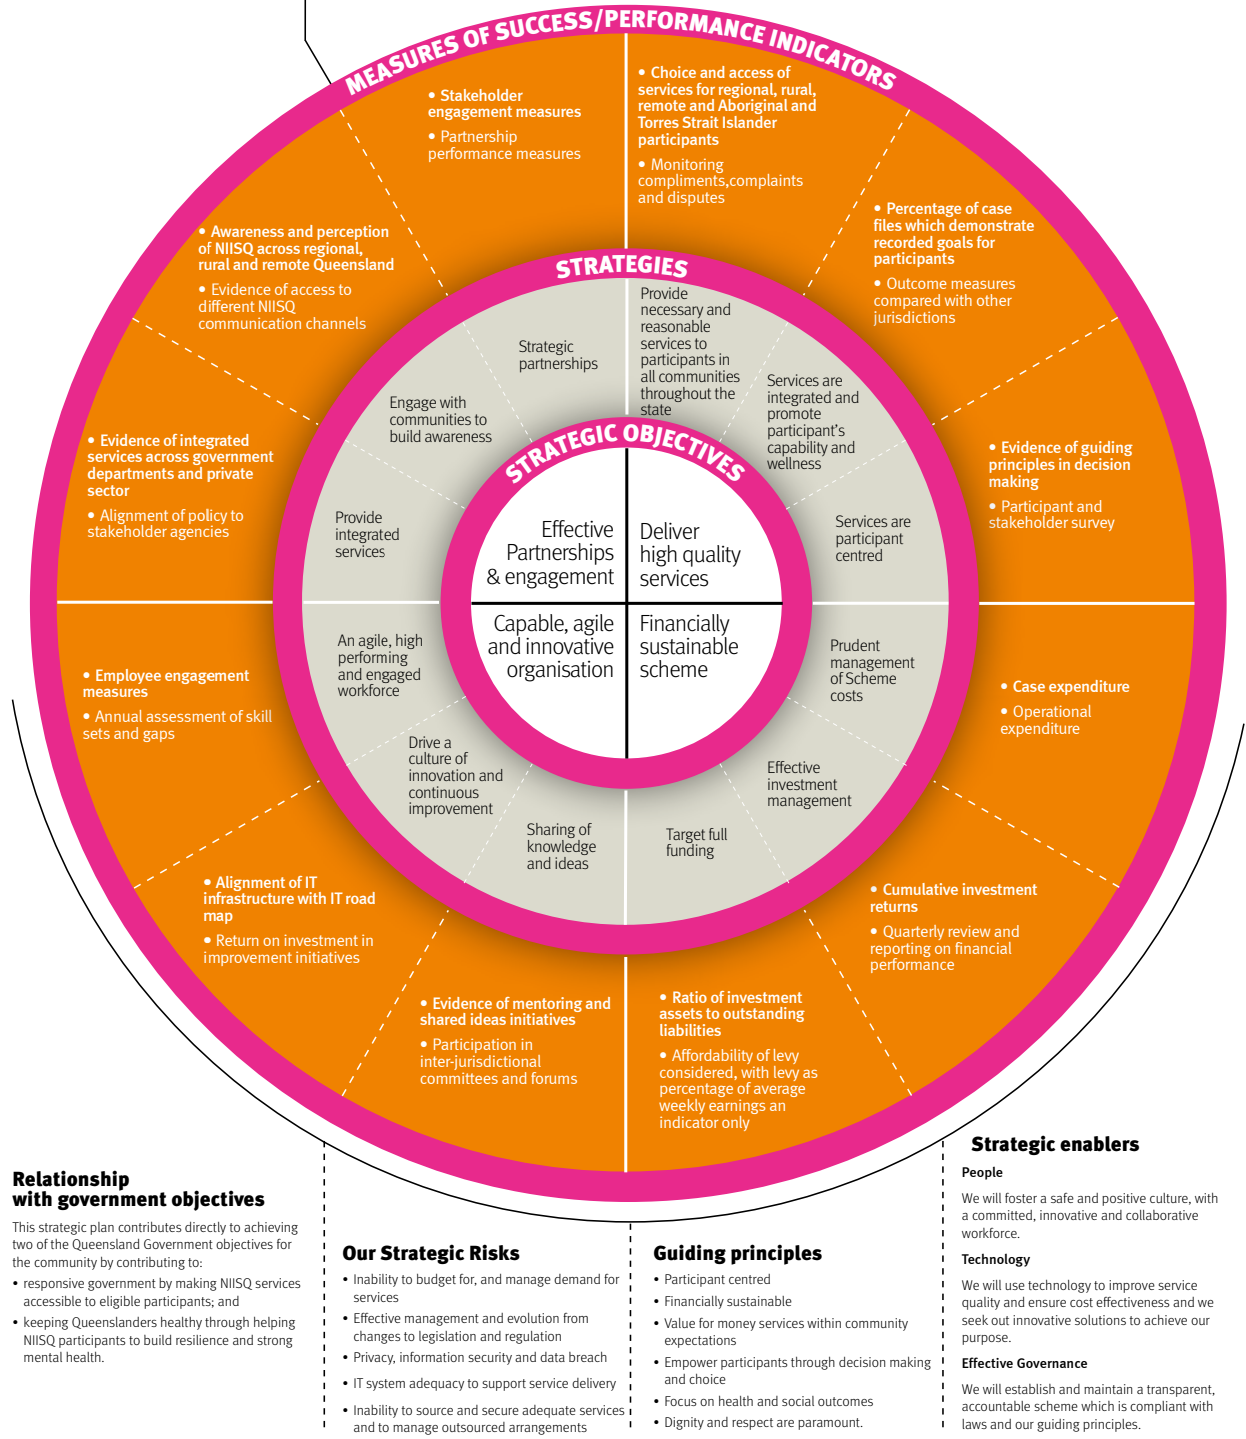 MEASURES OF SUCCESS/PERFORMANCE INDICATORS
• Stakeholder
engagement measures
• Partnership
performance measures
• Choice and access of
services for regional, rural,
remote and Aboriginal and
Torres Strait Islander
participants
• Monitoring
compliments,complaints
and disputes
• Awareness and perception
of NIISQ across regional,
rural and remote Queensland
• Evidence of access to
different NIISQ
communication channels
• Percentage of case
files which demonstrate
recorded goals for
participants
• Outcome measures
compared with other
jurisdictions
• Evidence of integrated
services across government
departments and private
sector
• Alignment of policy to
stakeholder agencies
• Evidence of guiding
principles in decision
making
• Participant and
stakeholder survey
STRATEGIES
Strategic
partnerships
Provide
necessary and
reasonable
services to
participants in
all communities
throughout the
state
Engage with
communities to
build awareness
Services are
integrated and
promote
participant's
capability and
wellness
Provide
integrated
services
Services are
participant
centred
STRATEGIC OBJECTIVES
Effective
Partnerships
& engagement
Deliver
high quality
services
Capable, agile
and innovative
organisation
Financially
sustainable
scheme
An agile, high
performing
and engaged
workforce
Prudent
management
of Scheme
costs
Drive a
culture of
innovation and
continuous
improvement
Effective
investment
management
Sharing of
knowledge
and ideas
Target full
funding
• Employee engagement
measures
• Annual assessment of skill
sets and gaps
• Case expenditure
• Operational
expenditure
• Alignment of IT
infrastructure with IT road
map
• Return on investment in
improvement initiatives
• Cumulative investment
returns
• Quarterly review and
reporting on financial
performance
• Evidence of mentoring and
shared ideas initiatives
• Participation in
inter-jurisdictional
committees and forums
• Ratio of investment
assets to outstanding
liabilities
• Affordability of levy
considered, with levy as
percentage of average
weekly earnings an
indicator only
Relationship
with government objectives
This strategic plan contributes directly to achieving
two of the Queensland Government objectives for
the community by contributing to:
• responsive government by making NIISQ services
accessible to eligible participants; and
• keeping Queenslanders healthy through helping
NIISQ participants to build resilience and strong
mental health.
Our Strategic Risks
• Inability to budget for, and manage demand for
services
• Effective management and evolution from
changes to legislation and regulation
• Privacy, information security and data breach
• IT system adequacy to support service delivery
• Inability to source and secure adequate services
and to manage outsourced arrangements
Guiding principles
• Participant centred
• Financially sustainable
• Value for money services within community
expectations
• Empower participants through decision making
and choice
• Focus on health and social outcomes
• Dignity and respect are paramount.
Strategic enablers
People
We will foster a safe and positive culture, with
a committed, innovative and collaborative
workforce.
Technology
We will use technology to improve service
quality and ensure cost effectiveness and we
seek out innovative solutions to achieve our
purpose.
Effective Governance
We will establish and maintain a transparent,
accountable scheme which is compliant with
laws and our guiding principles.